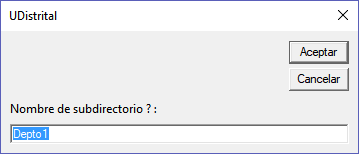 UDistrital
Aceptar
Cancelar
Nombre de subdirectorio ? :
Depto1